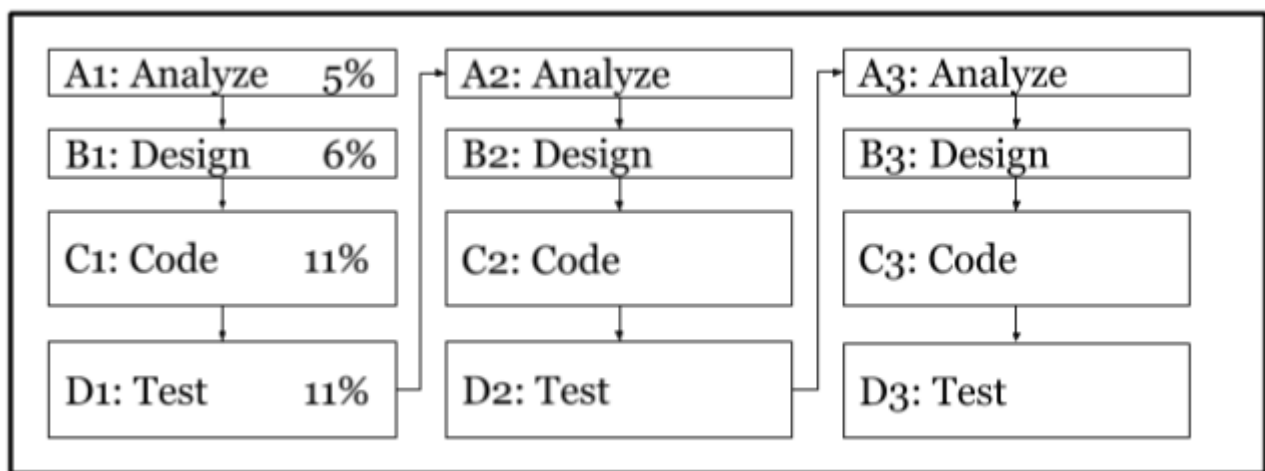 A1: Analyze 5%
B1: Design 6%
C1: Code 11%
D1: Test 11%
A2: Analyze
B2: Design
C2: Code
D2: Test
A3: Analyze
B3: Design
C3: Code
D3: Test